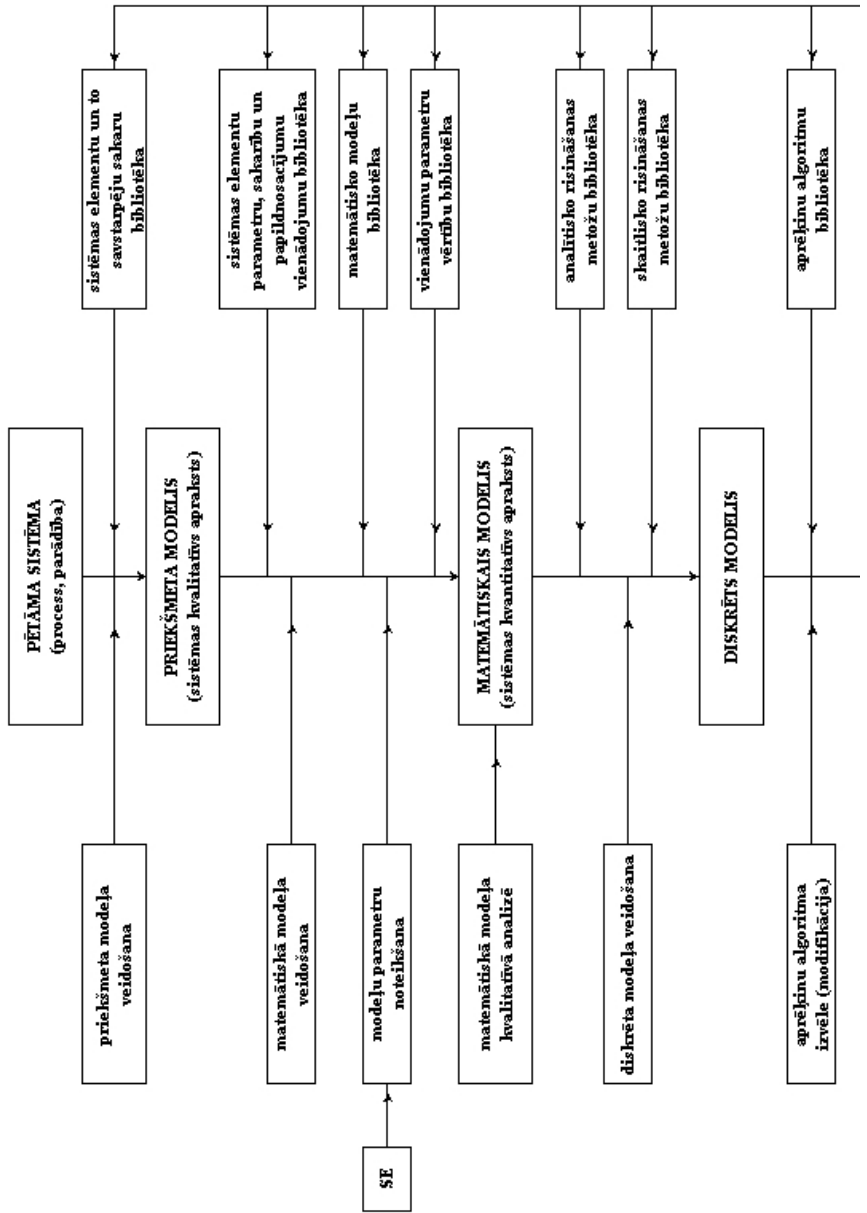 PĒTĀMA SISTĒMA
(process, parādība)
sistēmas elementu un to
savstarpēju sakaru
bibliotēka
priekšmeta modeļa
veidošana
PRIEKŠMETA MODELIS
(sistēmas kvalitatīvs apraksts)
sistēmas elementu
parametru, sakarību un
papildnosacījumu
vienādojumu bibliotēka
matemātiskā modeļa
veidošana
matemātisko modeļu
bibliotēka
SE
modeļu parametru
noteikšana
vienādojumu parametru
vērtību bibliotēka
matemātiskā modeļa
kvalitatīvā analizē
MATEMĀTISKAIS MODELIS
(sistēmas kvantitatīvs apraksts)
analītisko risināšanas
metožu bibliotēka
diskrēta modeļa veidošana
skaitlisko risināšanas
metožu bibliotēka
DISKRĒTS MODELIS
aprēķinu algoritma
izvēle (modifikācija)
aprēķinu algoritmu
bibliotēka